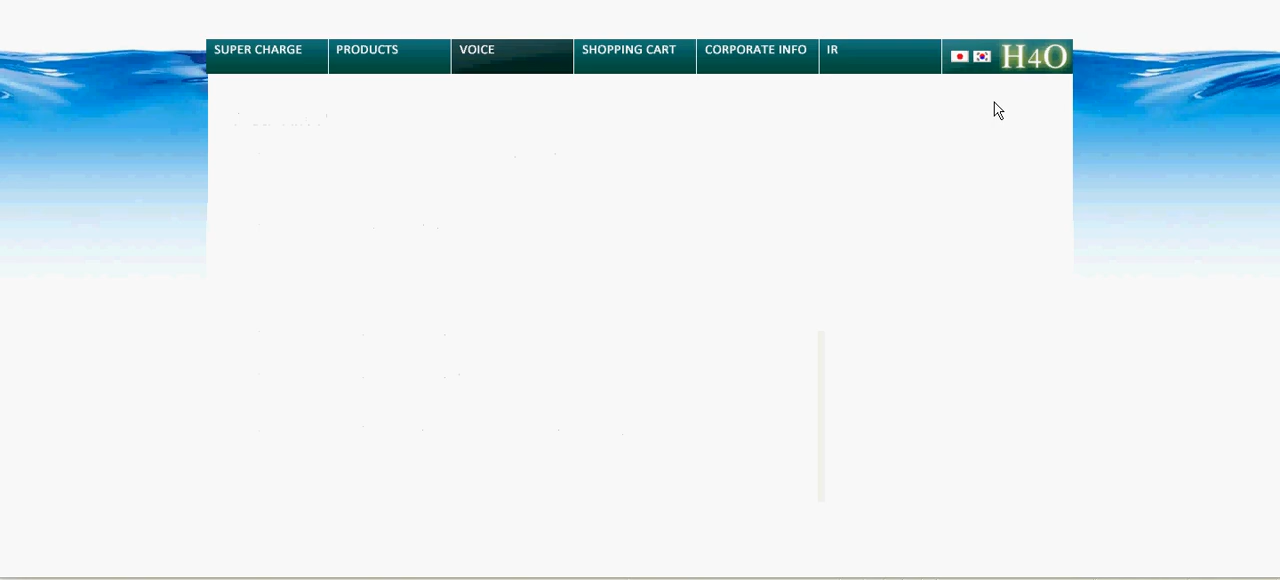 SUPER CHARGE
PRODUCTS
VOICE
SHOPPING CART
CORPORATE INFO
IR
H4O